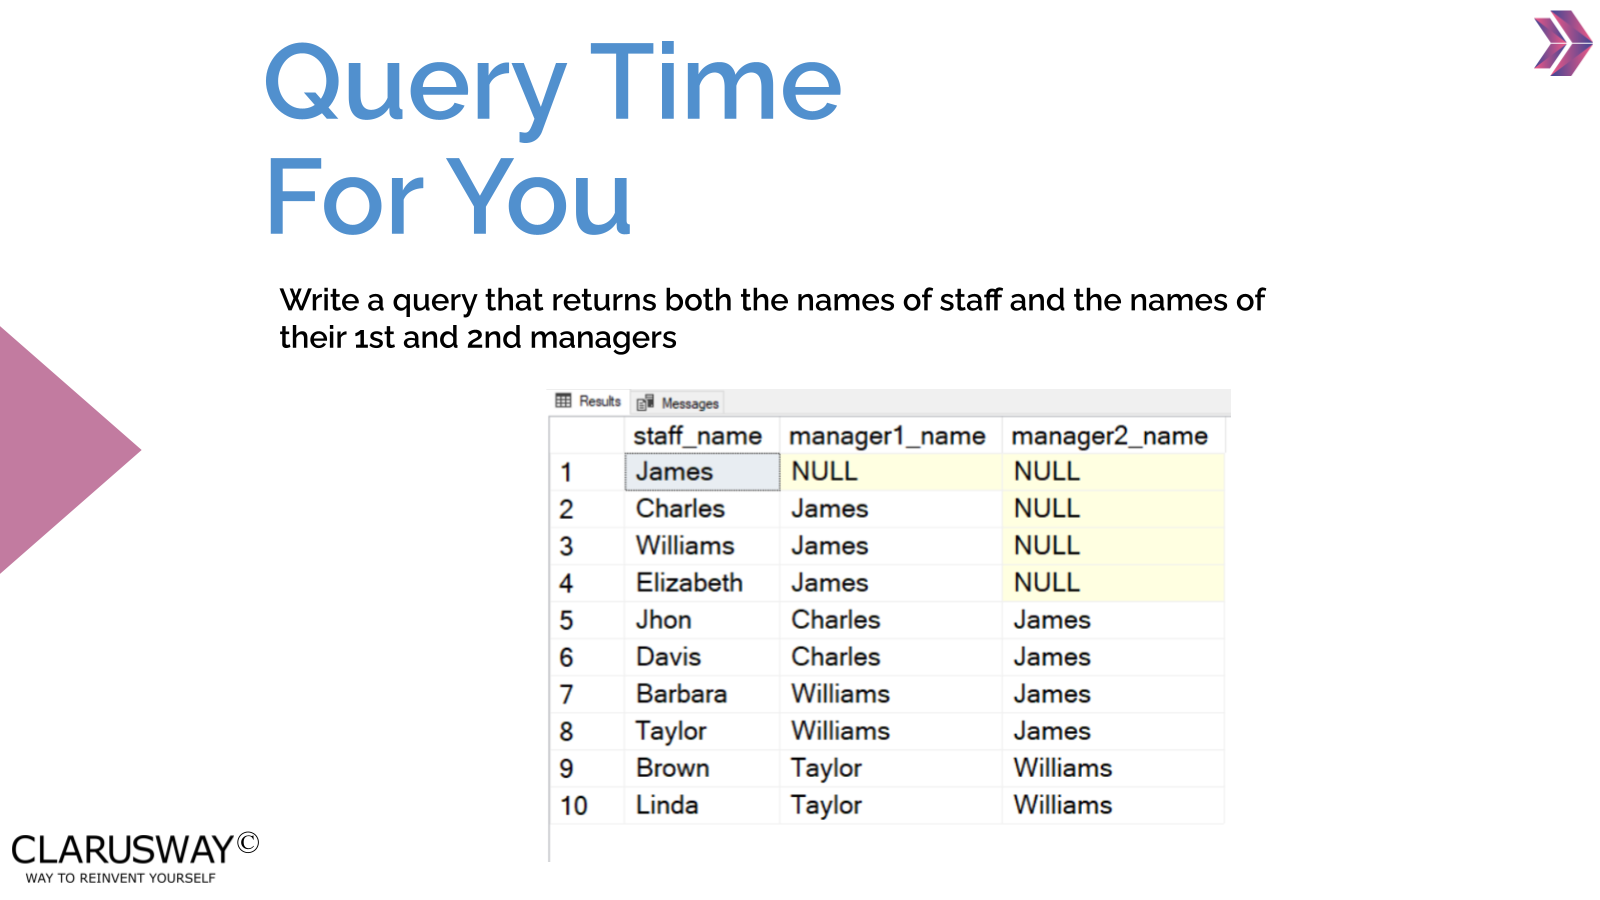 Query Time
For You
Write a query that returns both the names of staff and the names of
their 1st and 2nd managers
Results Messages
staff_name manager1_name manager2_name
1 James NULL NULL
2 Charles James NULL
3 Williams James NULL
4 Elizabeth James NULL
5 Jhon Charles James
6 Davis Charles James
7 Barbara Williams James
8 Taylor Williams James
9 Brown Taylor Williams
10 Linda Taylor Williams
CLARUSWAY©
WAY TO REINVENT YOURSELF